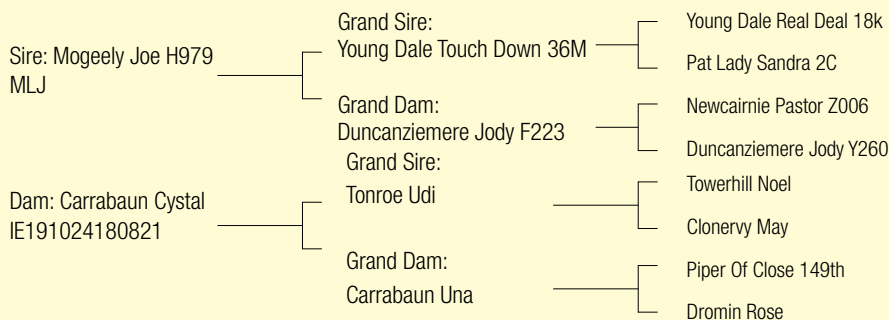 Sire: Mogeely Joe H979
MLJ
Grand Sire:
Young Dale Touch Down 36M
Young Dale Real Deal 18k
Pat Lady Sandra 2C
Grand Dam:
Duncanziemere Jody F223
Newcairnie Pastor Z006
Duncanziemere Jody Y260
Dam: Carrabaun Cystal
IE191024180821
Grand Sire:
Tonroe Udi
Towerhill Noel
Clonervy May
Grand Dam:
Carrabaun Una
Piper Of Close 149th
Dromin Rose